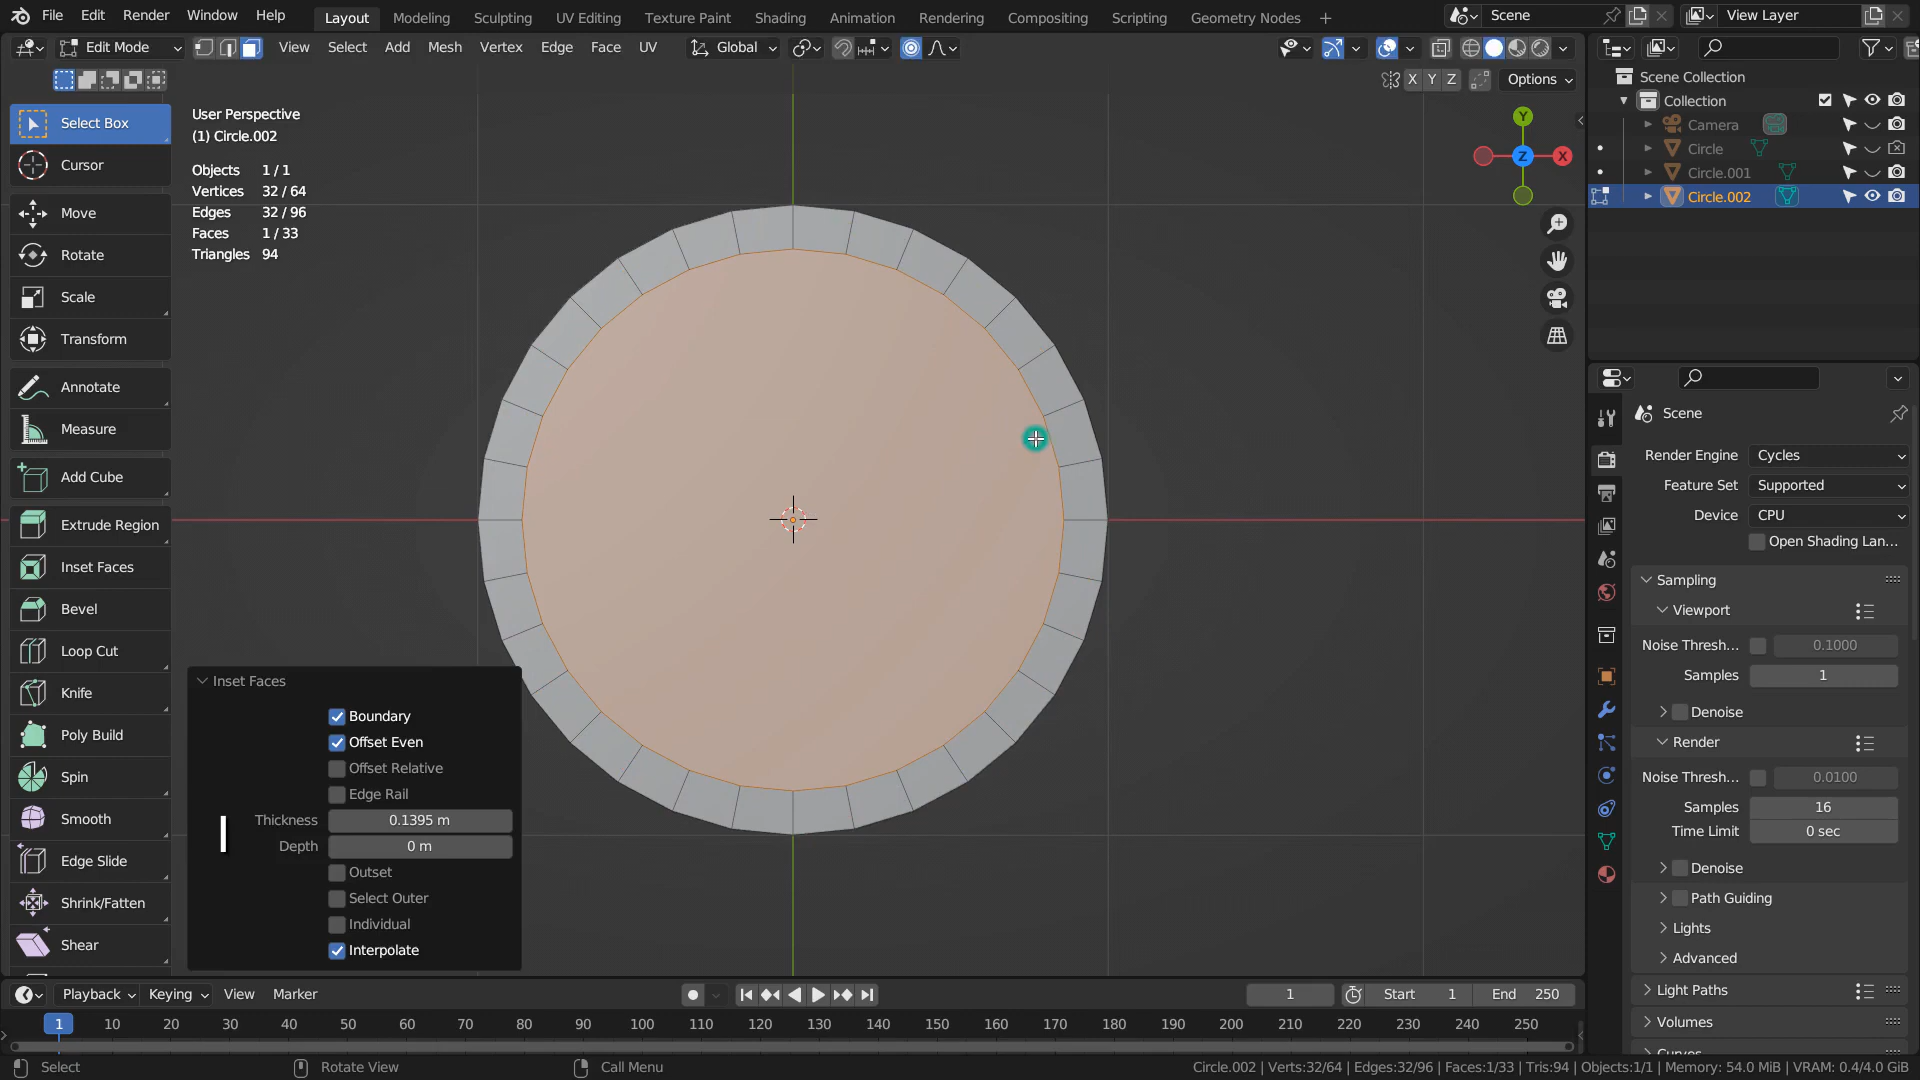 File Edit Render Window Help Layout Modeling Sculpting UV Editing Texture Paint Shading Animation Rendering Compositing Scripting Geometry Nodes + Scene View Layer
Edit Mode View Select Add Mesh Vertex Edge Face UV Global
X Y Z Options
Select Box
Cursor
Move
Rotate
Scale
Transform
Annotate
Measure
Add Cube
Extrude Region
Inset Faces
Bevel
Loop Cut
Knife
Poly Build
Spin
Smooth
Edge Slide
Shrink/Fatten
Shear
User Perspective
(1) Circle.002
Objects 1 / 1
Vertices 32 / 64
Edges 32 / 96
Faces 1 / 33
Triangles 94
Y
Z X
Inset Faces
Boundary
Offset Even
Offset Relative
Edge Rail
Thickness 0.1395 m
Depth 0 m
Outset
Select Outer
Individual
Interpolate
I
Scene Collection
Collection
Camera
Circle
Circle.001
Circle.002
Scene
Render Engine Cycles
Feature Set Supported
Device CPU
Open Shading Lan...
Sampling
Viewport
Noise Thresh... 0.1000
Samples 1
Denoise
Render
Noise Thresh... 0.0100
Samples 16
Time Limit 0 sec
Denoise
Path Guiding
Lights
Advanced
Light Paths
Volumes
Curves
Playback Keying View Marker 1 Start 1 End 250
1 10 20 30 40 50 60 70 80 90 100 110 120 130 140 150 160 170 180 190 200 210 220 230 240 250
Select Rotate View Call Menu Circle.002 | Verts:32/64 | Edges:32/96 | Faces:1/33 | Tris:94 | Objects:1/1 | Memory: 54.0 MiB | VRAM: 0.4/4.0 GiB